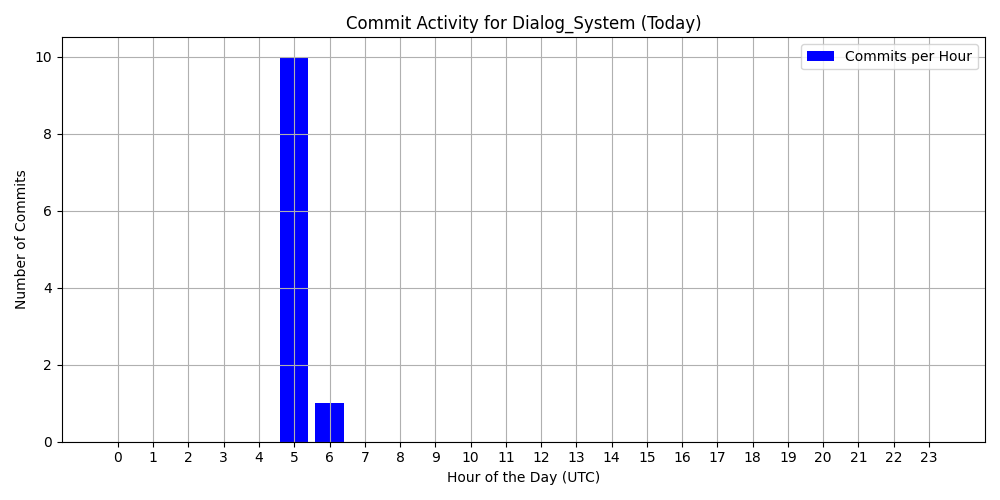 Commit Activity for Dialog_System (Today)
Commits per Hour
Number of Commits
10
8
6
4
2
0
0 1 2 3 4 5 6 7 8 9 10 11 12 13 14 15 16 17 18 19 20 21 22 23
Hour of the Day (UTC)